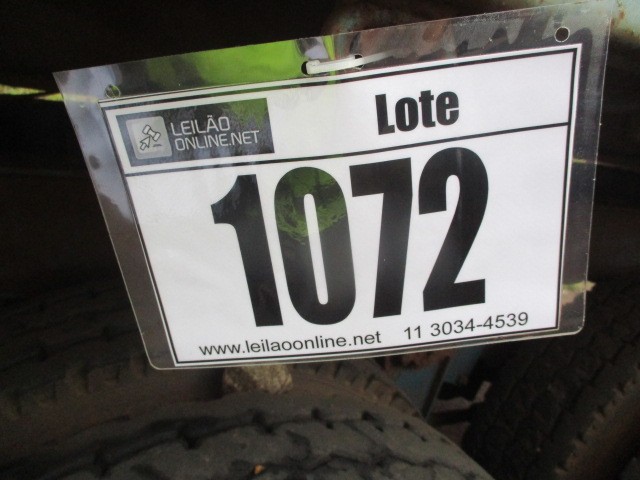 LEILÃO
ONLINE.NET
Lote
1072
www.leilaoonline.net 11 3034-4539